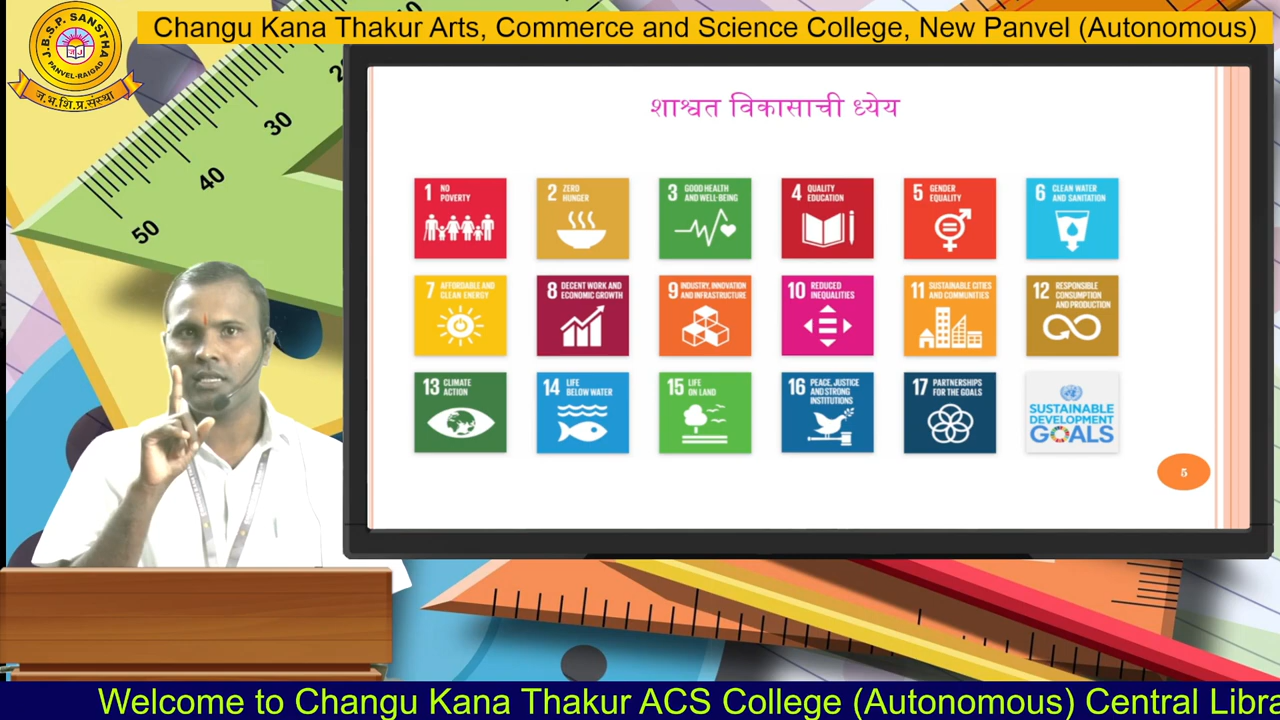 Changu Kana Thakur Arts, Commerce and Science College, New Panvel (Autonomous)
J.B.S.P. SANSTHA
PANVEL-RAIGAD
ज.भ.शि.प्र.संस्था
30
40
50
शाश्वत विकासाची ध्येय
1 NO
POVERTY
2 ZERO
HUNGER
3 GOOD HEALTH
AND WELL-BEING
4 QUALITY
EDUCATION
5 GENDER
EQUALITY
6 CLEAN WATER
AND SANITATION
7 AFFORDABLE AND
CLEAN ENERGY
8 DECENT WORK AND
ECONOMIC GROWTH
9 INDUSTRY, INNOVATION
AND INFRASTRUCTURE
10 REDUCED
INEQUALITIES
11 SUSTAINABLE CITIES
AND COMMUNITIES
12 RESPONSIBLE
CONSUMPTION
AND PRODUCTION
13 CLIMATE
ACTION
14 LIFE
BELOW WATER
15 LIFE
ON LAND
16 PEACE, JUSTICE
AND STRONG
INSTITUTIONS
17 PARTNERSHIPS
FOR THE GOALS
SUSTAINABLE
DEVELOPMENT
GOALS
5
Welcome to Changu Kana Thakur ACS College (Autonomous) Central Libra